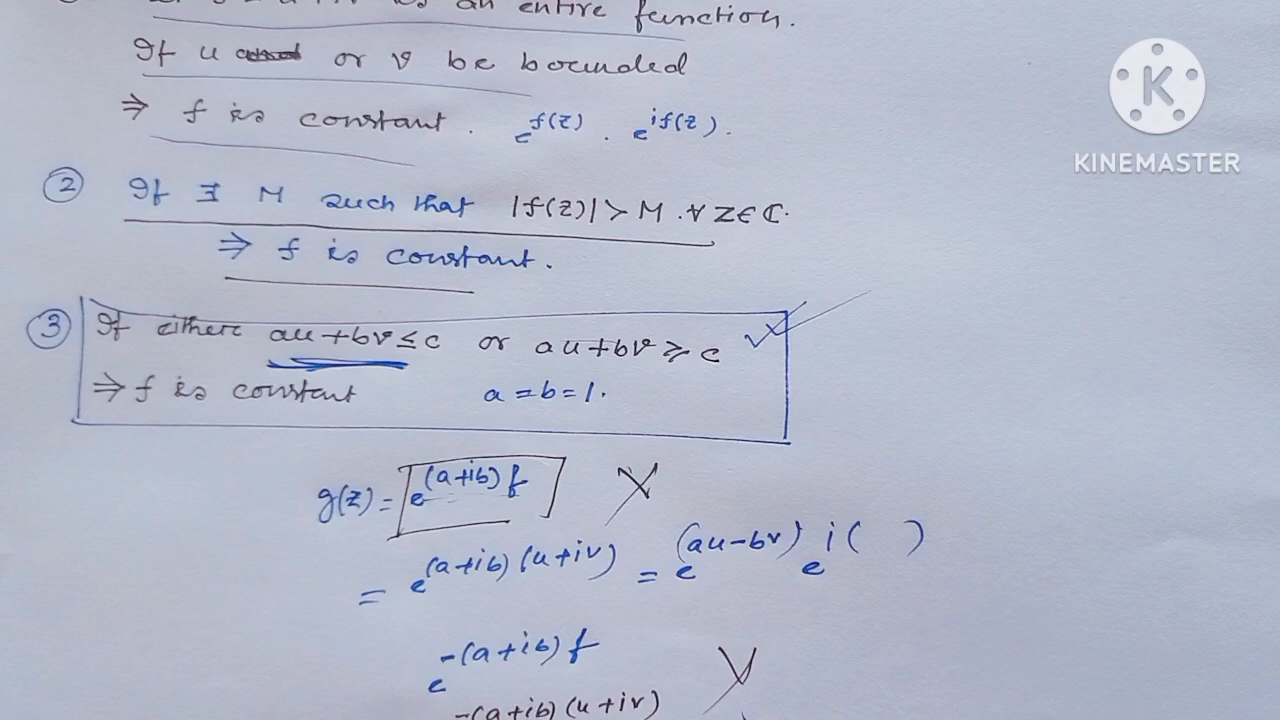 an entire function.
If u or v be bounded
⇒ f is constant. e^f(z). e^if(z).
② If ∃ M such that |f(z)| > M. ∀ z ∈ ℂ.
⇒ f is constant.
③ If eithere au+bv ≤ c or au+bv ≥ c
⇒ f is constant a = b = 1.
g(z) = e^(a+ib) f
= e^(a+ib)(u+iv) = e^(au-bv) e^i( )
e^-(a+ib) f
-(a+ib)(u+iv)
K
KINEMASTER